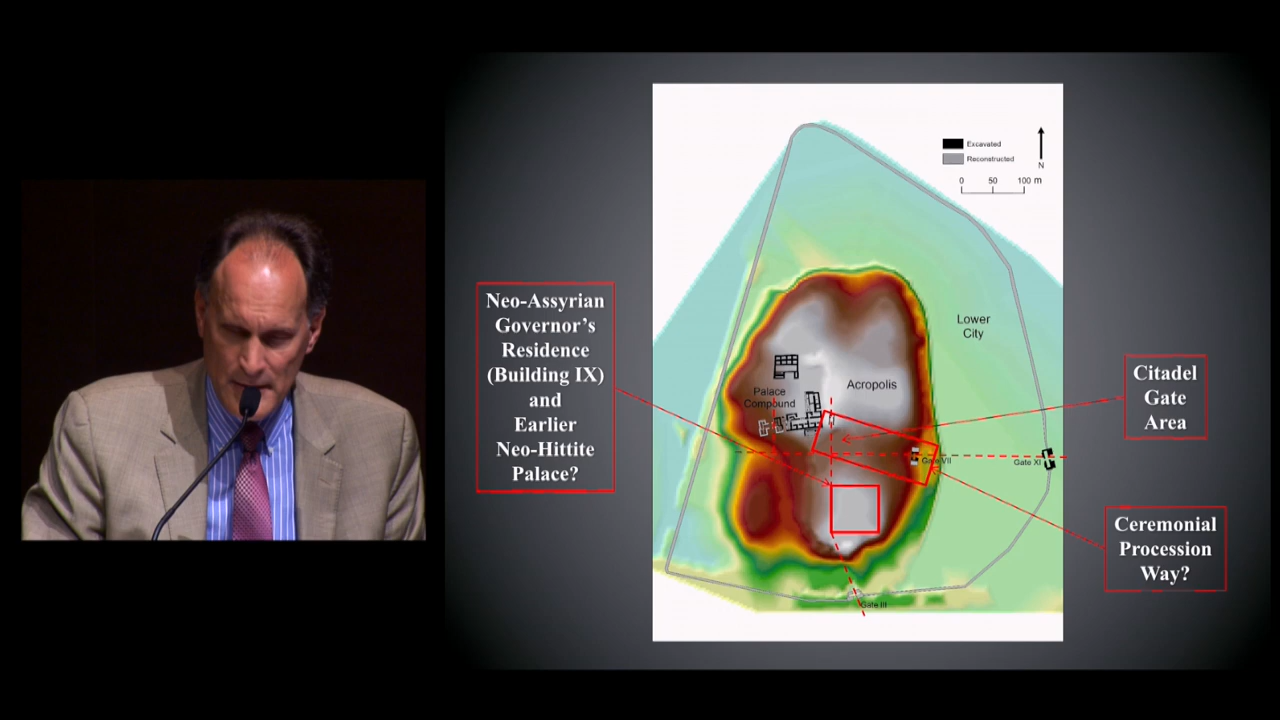 Neo-Assyrian
Governor's
Residence
(Building IX)
and
Earlier
Neo-Hittite
Palace?
Excavated
Reconstructed
N
0 50 100 m
Lower
City
Palace
Compound
Acropolis
Gate VII
Gate XI
Gate III
Citadel
Gate
Area
Ceremonial
Procession
Way?